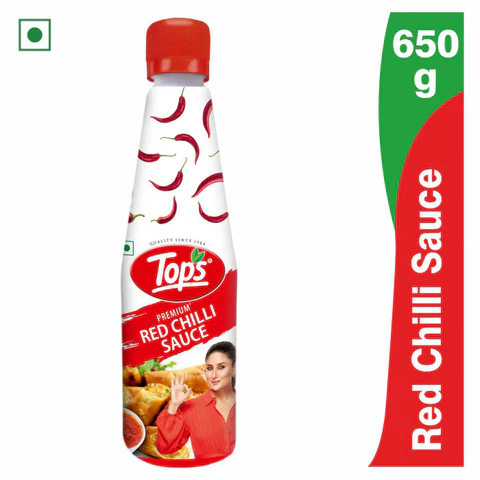 650
g
Red Chilli Sauce
QUALITY SINCE 1984
Tops
PREMIUM
RED CHILLI
SAUCE